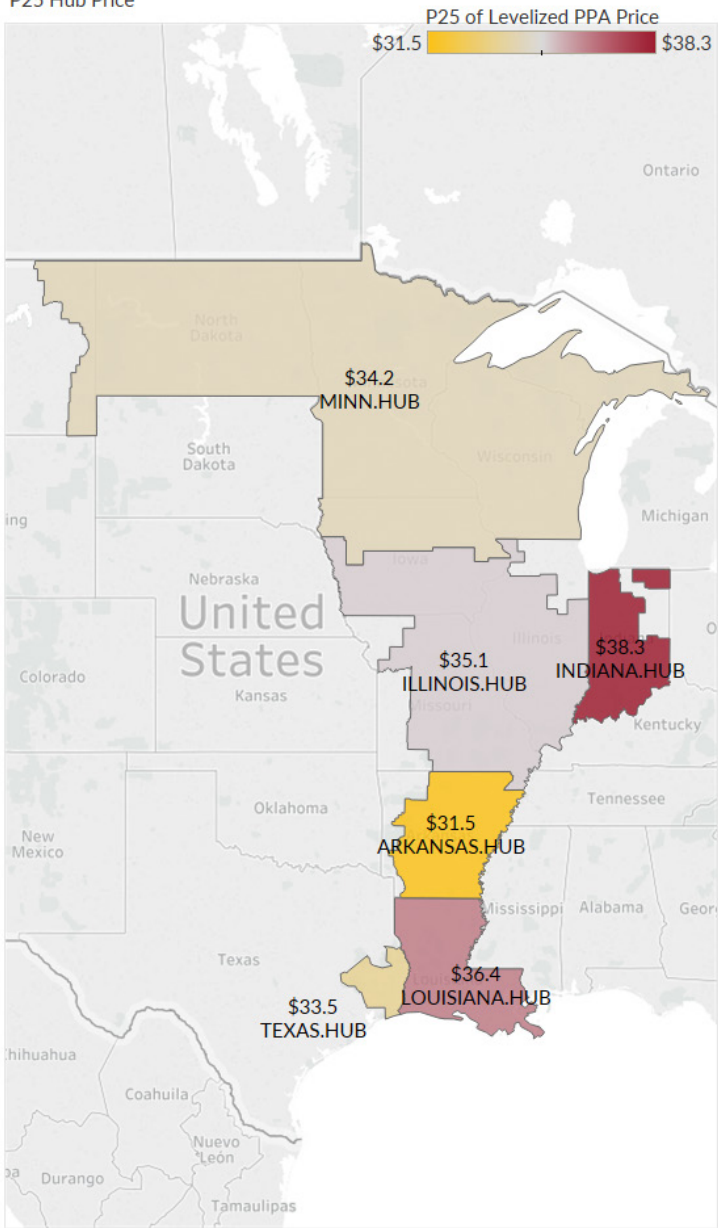 P25 Hub Price
P25 of Levelized PPA Price
$31.5
$38.3
Ontario
North
Dakota
$34.2
MINN.HUB
South
Dakota
Wisconsin
Michigan
ing
Iowa
Nebraska
United
States
Illinois
$38.3
INDIANA.HUB
Colorado
Kansas
$35.1
ILLINOIS.HUB
Missouri
Kentucky
Oklahoma
Tennessee
New
Mexico
$31.5
ARKANSAS.HUB
Mississippi
Alabama
Geor
Texas
$36.4
LOUISIANA.HUB
$33.5
TEXAS.HUB
Chihuahua
Coahuila
Nuevo
León
Durango
Tamaulipas